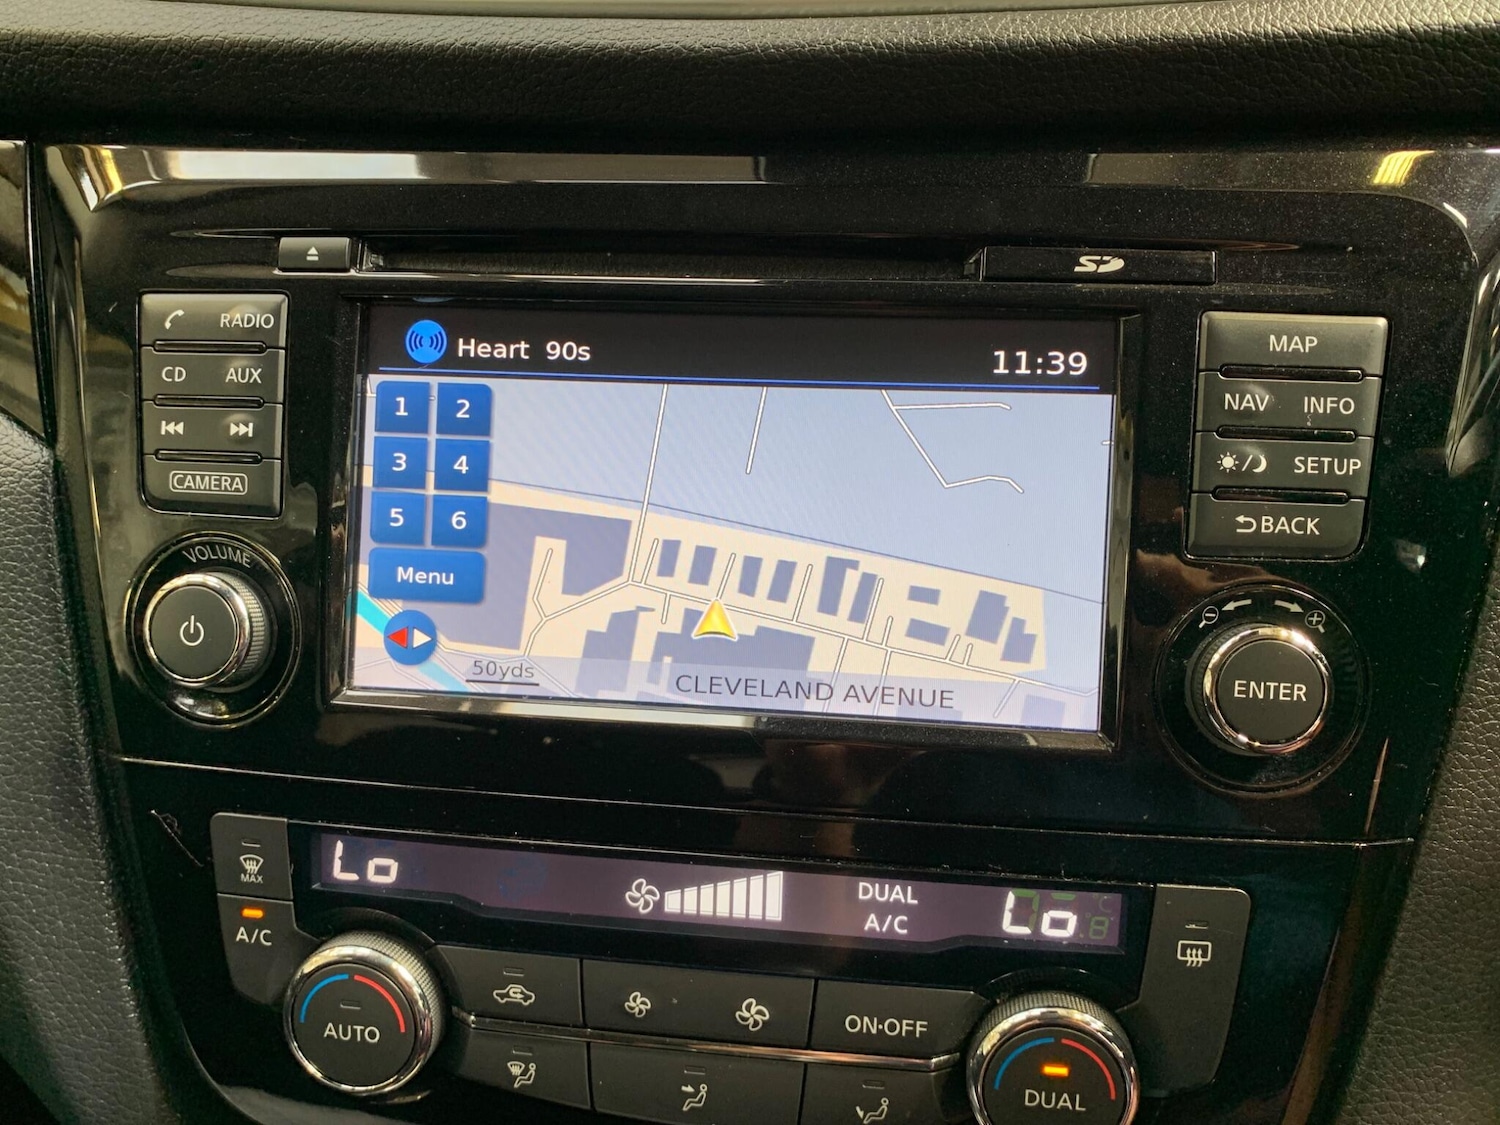 SD
RADIO
CD AUX
CAMERA
VOLUME
Heart 90s
11:39
1 2
3 4
5 6
Menu
50yds
CLEVELAND AVENUE
MAP
NAV INFO
SETUP
BACK
ENTER
MAX
A/C
Lo
DUAL
A/C
Lo
AUTO
ON·OFF
DUAL